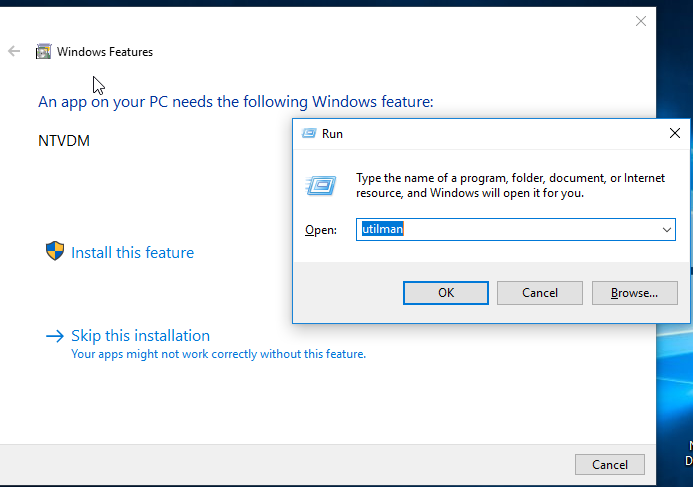 Windows Features
An app on your PC needs the following Windows feature:
NTVDM
Install this feature
Skip this installation
Your apps might not work correctly without this feature.
Cancel
Run
Type the name of a program, folder, document, or Internet
resource, and Windows will open it for you.
Open:
utilman
OK
Cancel
Browse...